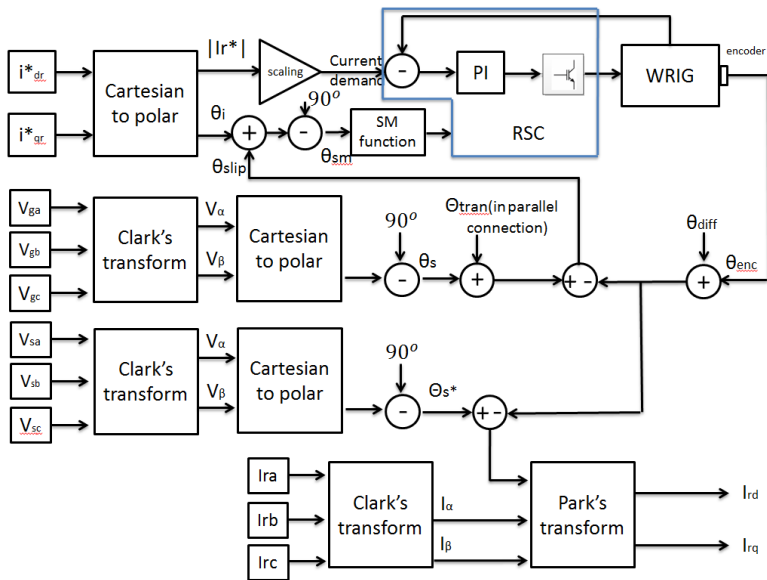 i*dr
i*qr
Cartesian
to polar
|Ir*|
θi
scaling
Current
demand
90o
-
+
-
θslip
θsm
SM
function
PI
RSC
WRIG
encoder
Vga
Vgb
Vgc
Clark's
transform
Vα
Vβ
Cartesian
to polar
90o
-
θs
Θtran(in parallel
connection)
+
+ -
θdiff
+
θenc
Vsa
Vsb
Vsc
Clark's
transform
Vα
Vβ
Cartesian
to polar
90o
-
Θs*
+ -
Ira
Irb
Irc
Clark's
transform
Iα
Iβ
Park's
transform
Ird
Irq